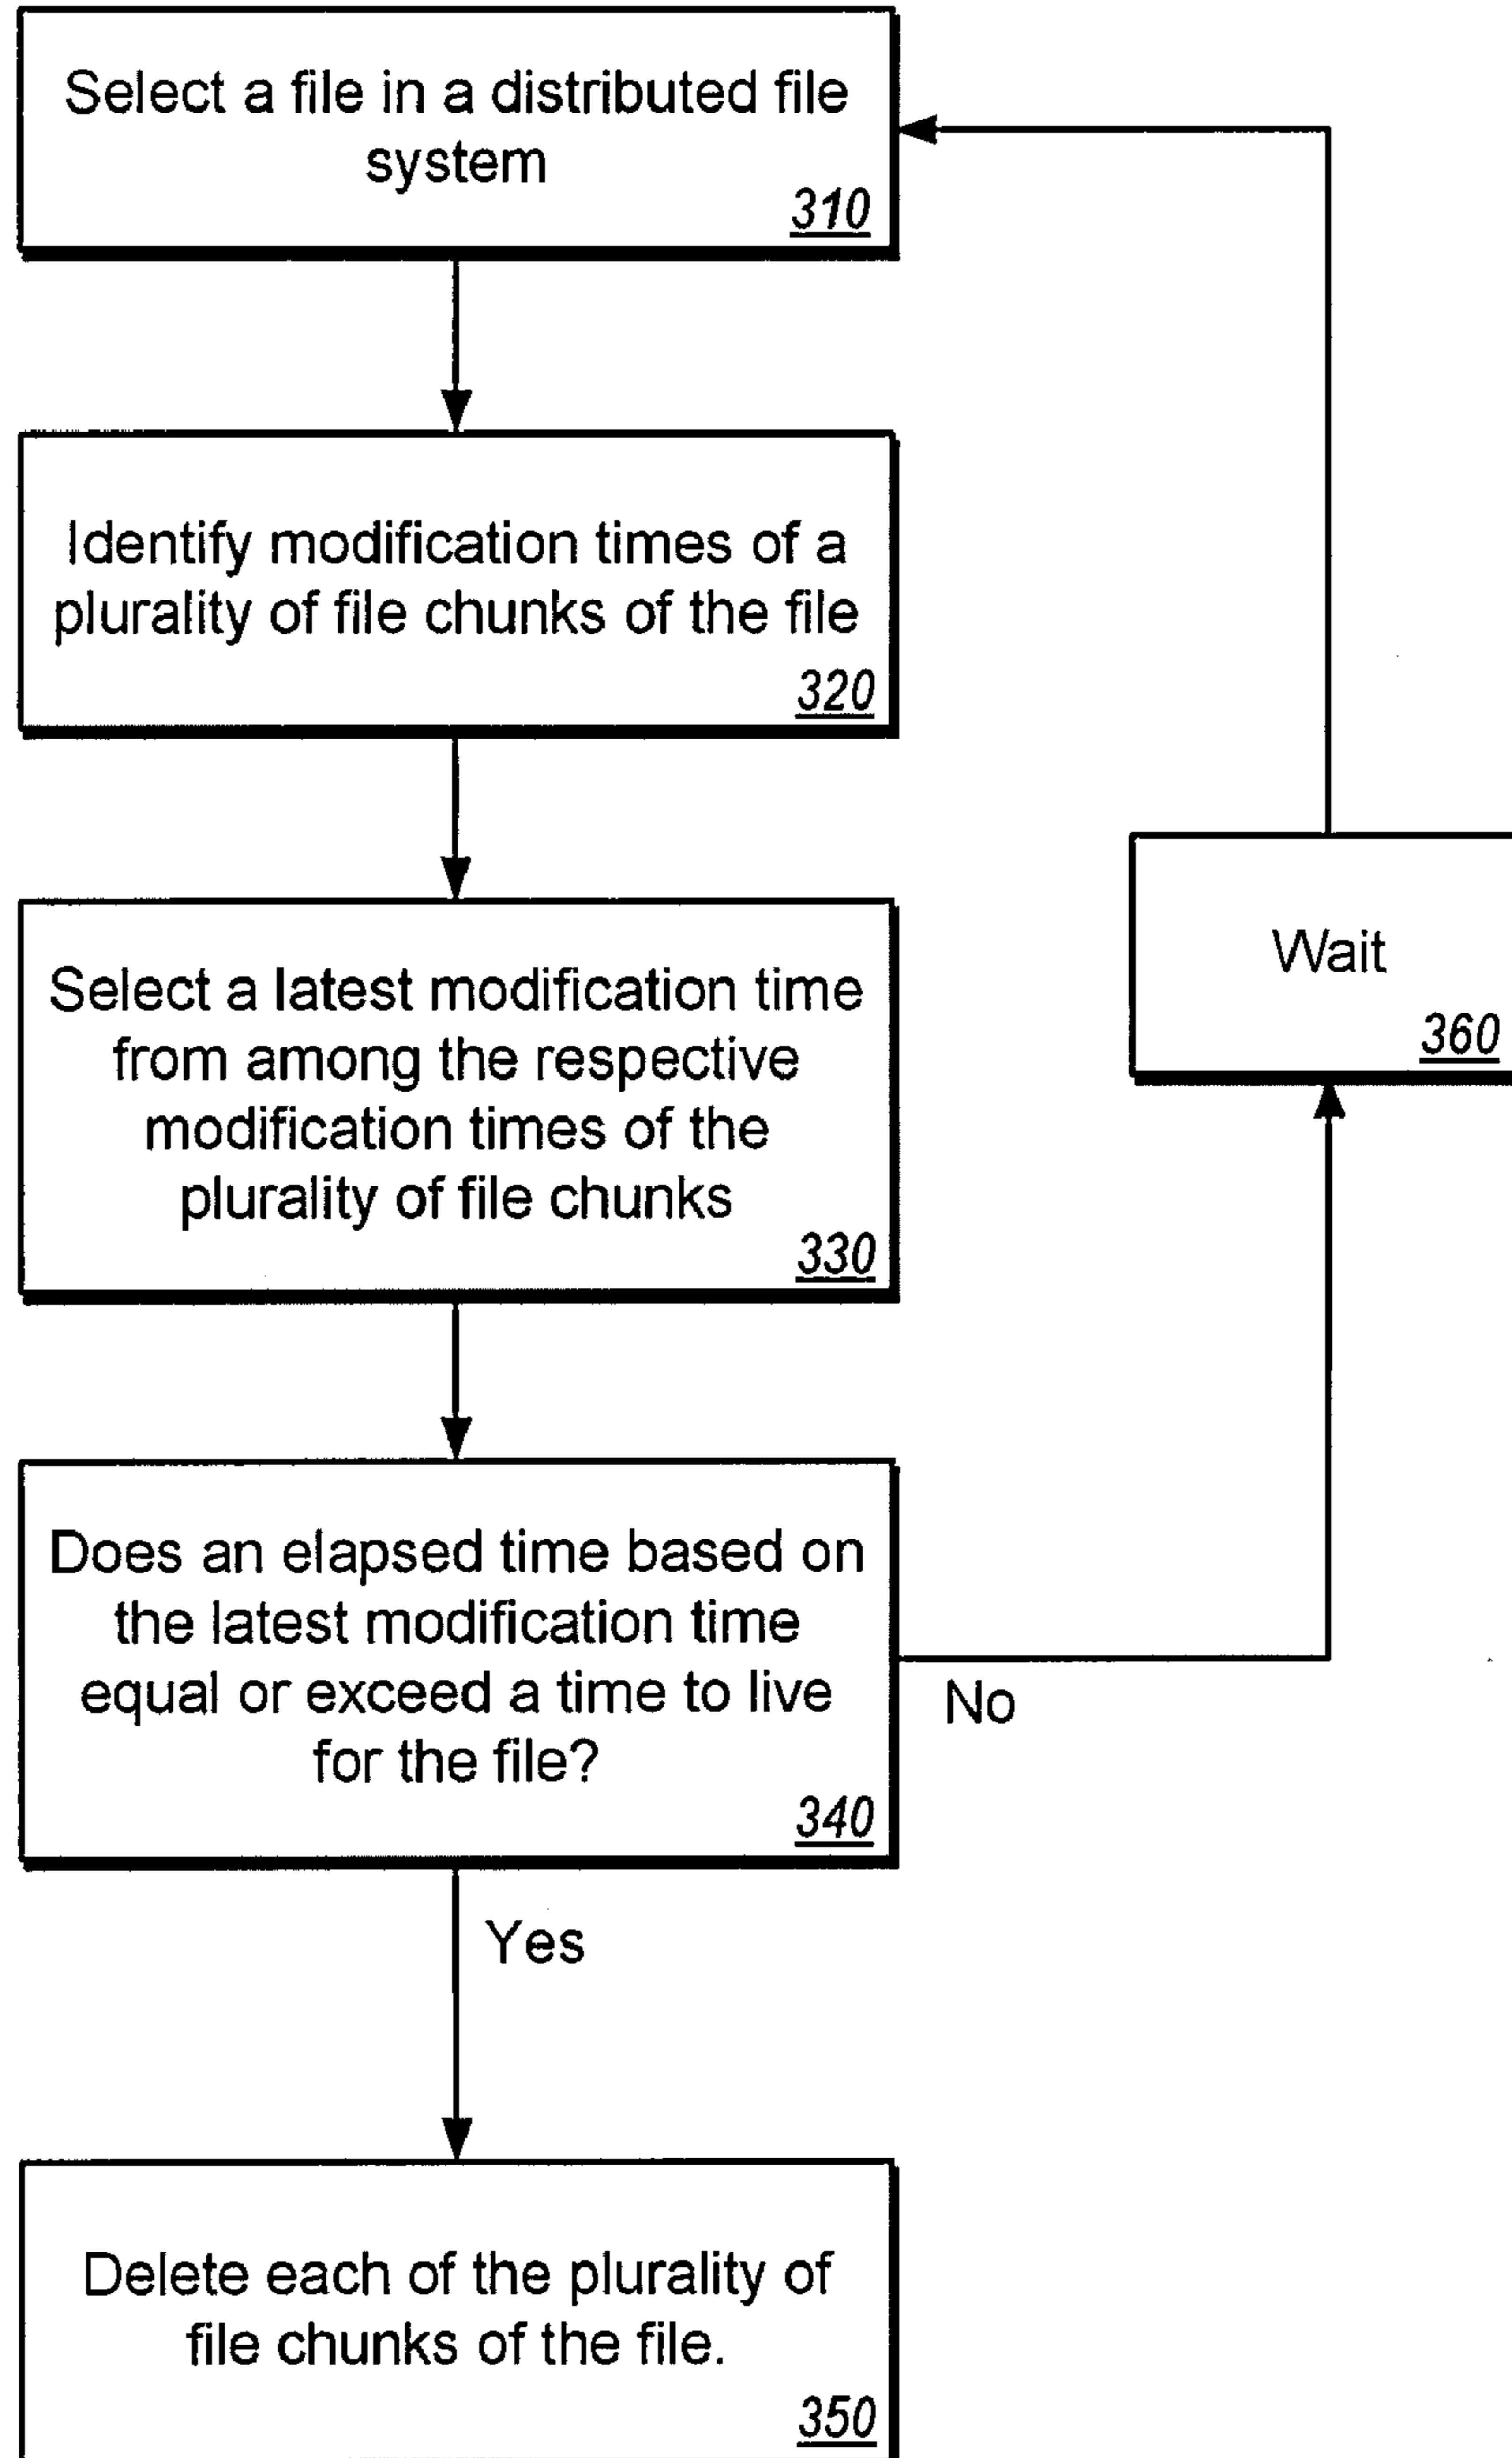 Select a file in a distributed file
system
310
Identify modification times of a
plurality of file chunks of the file
320
Select a latest modification time
from among the respective
modification times of the
plurality of file chunks
330
Wait
360
Does an elapsed time based on
the latest modification time
equal or exceed a time to live
for the file?
340
No
Yes
Delete each of the plurality of
file chunks of the file.
350